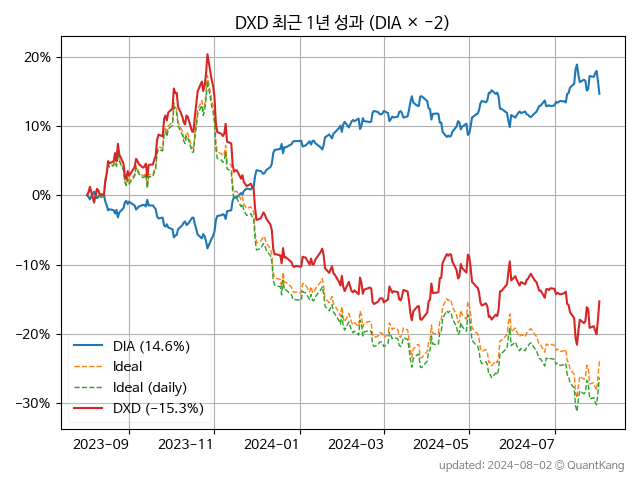 DXD 최근 1년 성과 (DIA × −2)
20%
10%
0%
−10%
−20%
−30%
DIA (14.6%)
Ideal
Ideal (daily)
DXD (−15.3%)
2023−09 2023−11 2024−01 2024−03 2024−05 2024−07
updated: 2024-08-02 © QuantKang